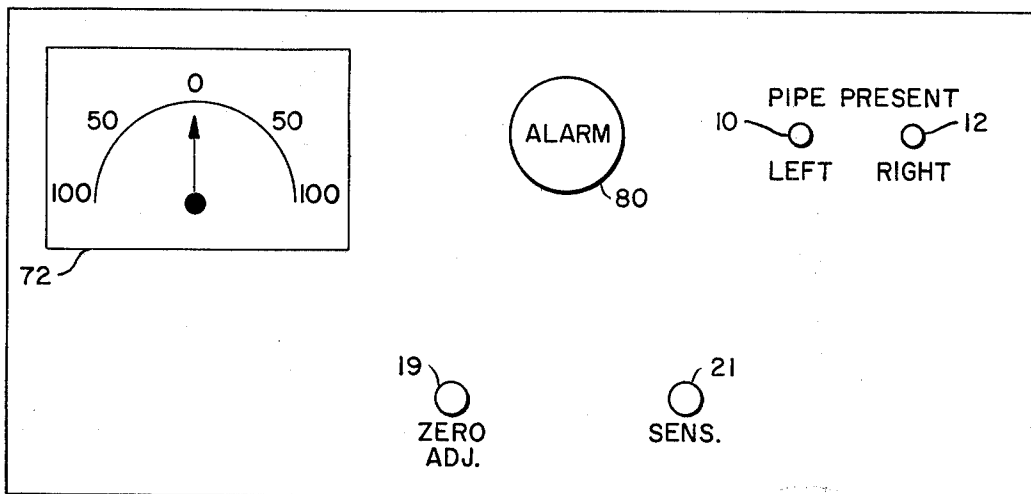 0
50 50
100 100
72
ALARM
80
PIPE PRESENT
10 12
LEFT RIGHT
19
ZERO
ADJ.
21
SENS.